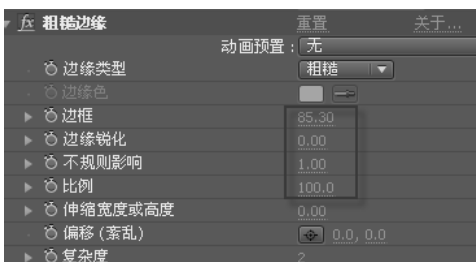 fx 粗糙边缘 重置 关于...
动画预置: 无
边缘类型 粗糙
边缘色
边框 85.30
边缘锐化 0.00
不规则影响 1.00
比例 100.0
伸缩宽度或高度 0.00
偏移(紊乱) 0.0, 0.0
复杂度 2